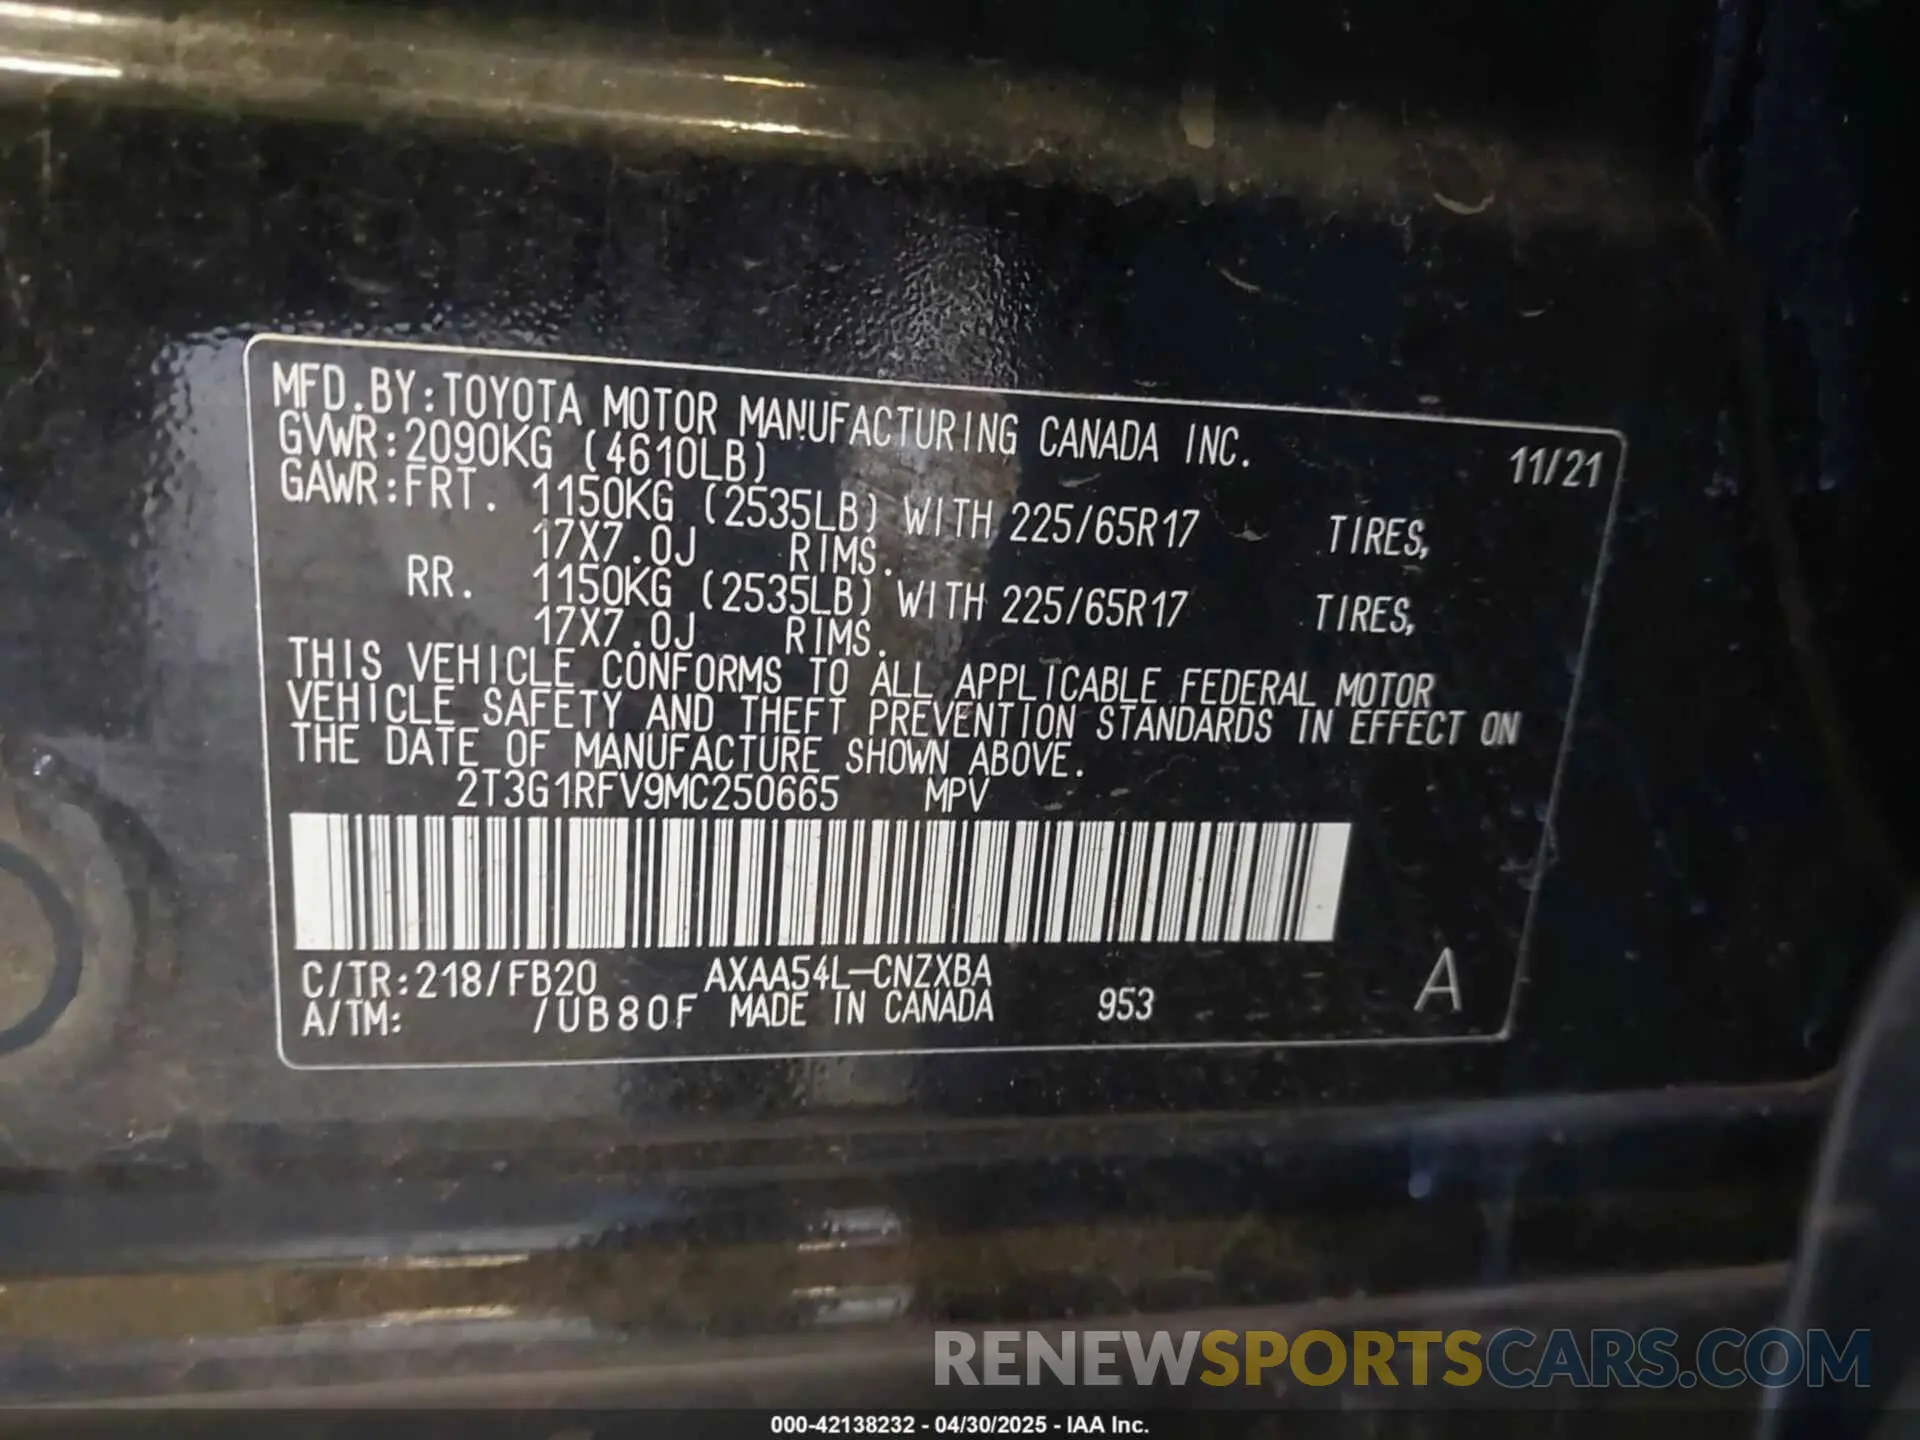 MFD.BY:TOYOTA MOTOR MANUFACTURING CANADA INC. 11/21
GVWR:2090KG (4610LB)
GAWR:FRT. 1150KG (2535LB) WITH 225/65R17 TIRES,
17X7.0J RIMS.
RR. 1150KG (2535LB) WITH 225/65R17 TIRES,
17X7.0J RIMS.
THIS VEHICLE CONFORMS TO ALL APPLICABLE FEDERAL MOTOR
VEHICLE SAFETY AND THEFT PREVENTION STANDARDS IN EFFECT ON
THE DATE OF MANUFACTURE SHOWN ABOVE.
2T3G1RFV9MC250665 MPV
C/TR:218/FB20 AXAA54L-CNZXBA
A/TM: /UB80F MADE IN CANADA 953 A
RENEWSPORTSCARS.COM
000-42138232 - 04/30/2025 - IAA Inc.